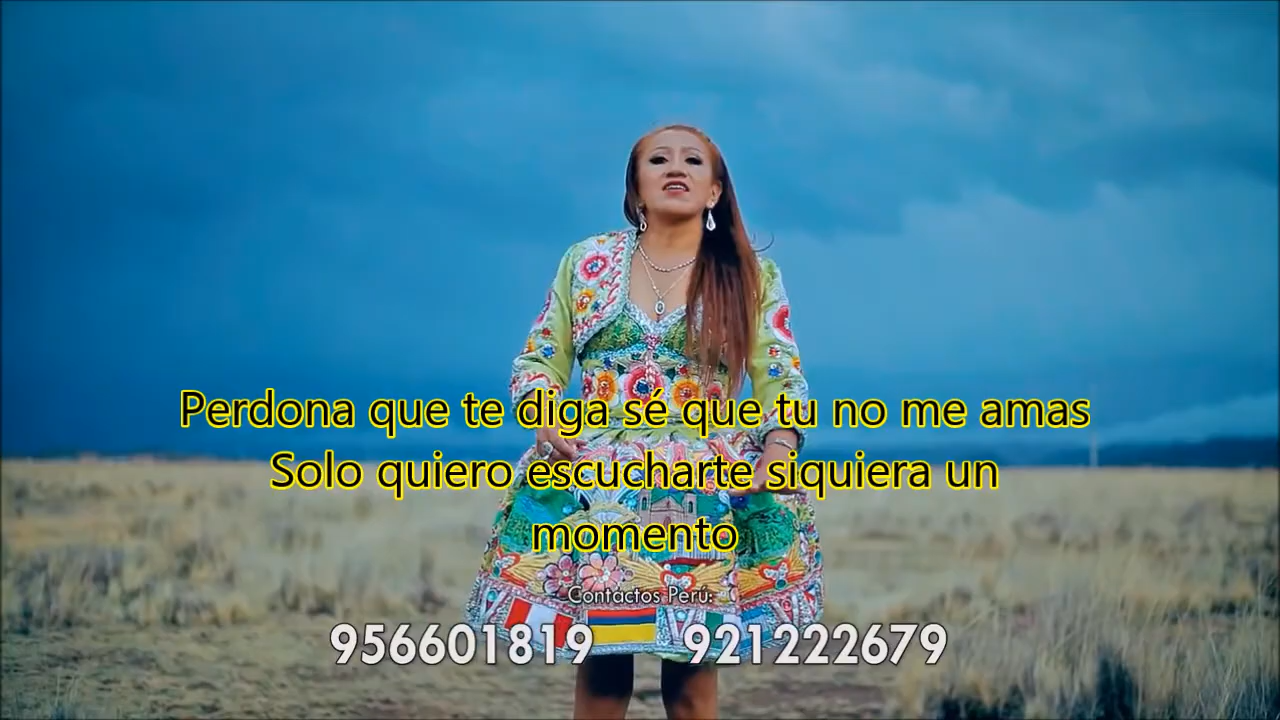 Perdona que te diga sé que tu no me amas
Solo quiero escucharte siquiera un
momento
Contáctos Perú:
956601819 921222679